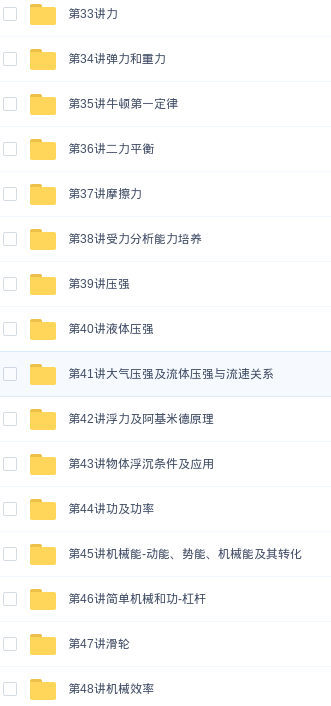 第33讲力
第34讲弹力和重力
第35讲牛顿第一定律
第36讲二力平衡
第37讲摩擦力
第38讲受力分析能力培养
第39讲压强
第40讲液体压强
第41讲大气压强及流体压强与流速关系
第42讲浮力及阿基米德原理
第43讲物体浮沉条件及应用
第44讲功及功率
第45讲机械能-动能、势能、机械能及其转化
第46讲简单机械和功-杠杆
第47讲滑轮
第48讲机械效率